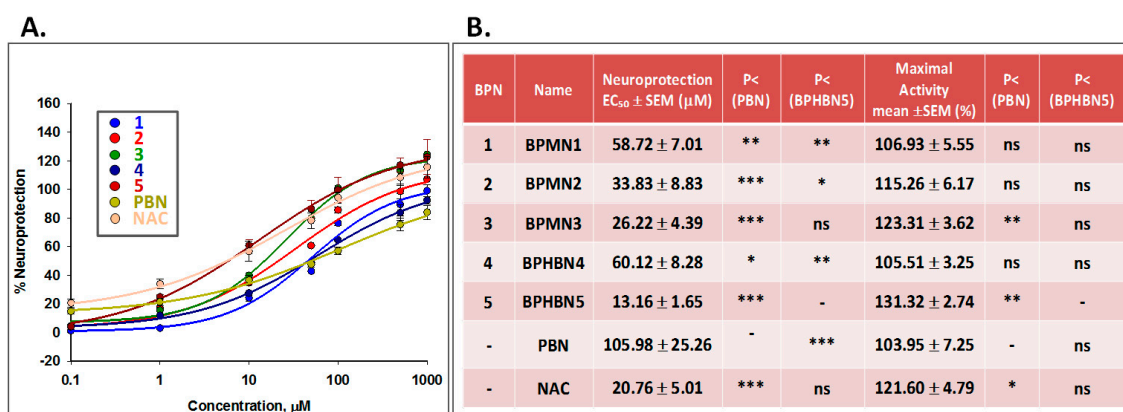 A.
B.
% Neuroprotection
160
140
120
100
80
60
40
20
0
-20
1
2
3
4
5
PBN
NAC
0.1 1 10 100 1000
Concentration, µM
BPN Name Neuroprotection EC50 ± SEM (µM) P< (PBN) P< (BPHBN5) Maximal Activity mean ±SEM (%) P< (PBN) P< (BPHBN5)
1 BPMN1 58.72 ± 7.01 ** ** 106.93 ± 5.55 ns ns
2 BPMN2 33.83 ± 8.83 *** * 115.26 ± 6.17 ns ns
3 BPMN3 26.22 ± 4.39 *** ns 123.31 ± 3.62 ** ns
4 BPHBN4 60.12 ± 8.28 * ** 105.51 ± 3.25 ns ns
5 BPHBN5 13.16 ± 1.65 *** - 131.32 ± 2.74 ** -
- PBN 105.98 ± 25.26 - *** 103.95 ± 7.25 - ns
- NAC 20.76 ± 5.01 *** ns 121.60 ± 4.79 * ns